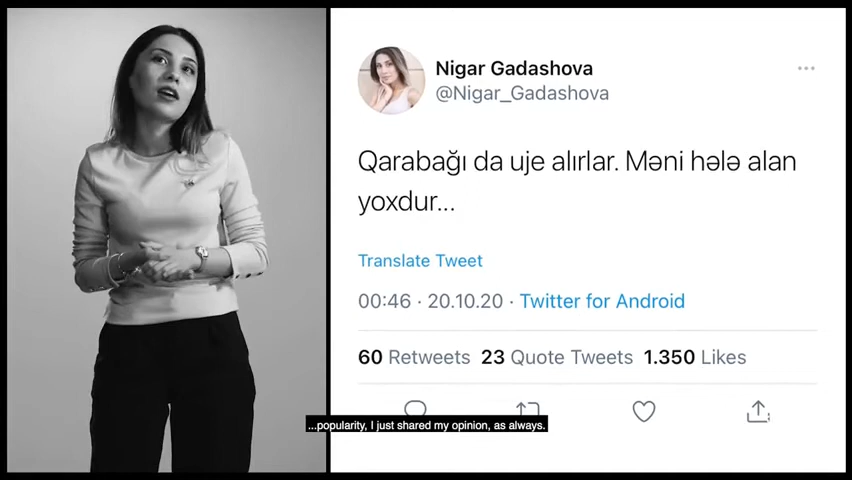 Nigar Gadashova
@Nigar_Gadashova
Qarabağı da uje alırlar. Məni hələ alan
yoxdur...
Translate Tweet
00:46 · 20.10.20 · Twitter for Android
60 Retweets 23 Quote Tweets 1.350 Likes
...popularity, I just shared my opinion, as always.